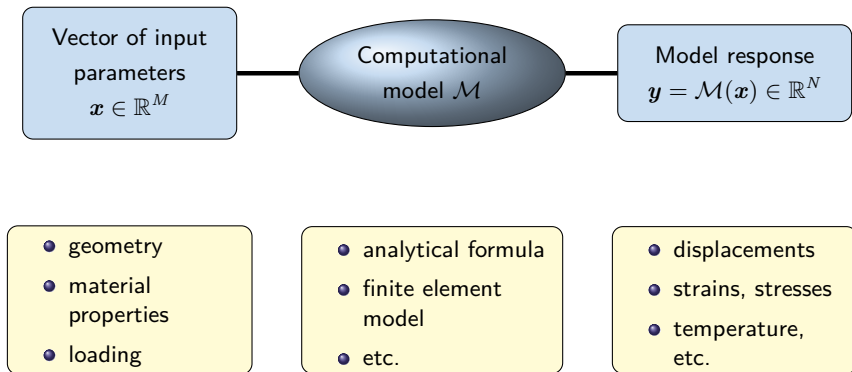 Vector of input
parameters
𝒙 ∈ ℝ^M
Computational
model ℳ
Model response
𝒚 = ℳ(𝒙) ∈ ℝ^N
geometry
material
properties
loading
analytical formula
finite element
model
etc.
displacements
strains, stresses
temperature,
etc.